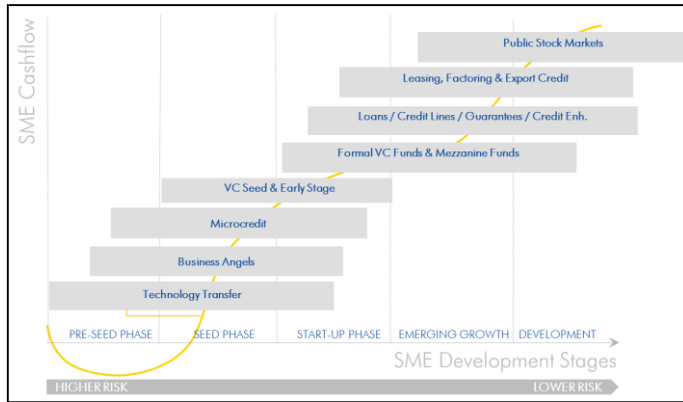 SME Cashflow
Public Stock Markets
Leasing, Factoring & Export Credit
Loans / Credit Lines / Guarantees / Credit Enh.
Formal VC Funds & Mezzanine Funds
VC Seed & Early Stage
Microcredit
Business Angels
Technology Transfer
PRE-SEED PHASE SEED PHASE START-UP PHASE EMERGING GROWTH DEVELOPMENT
SME Development Stages
HIGHER RISK LOWER RISK